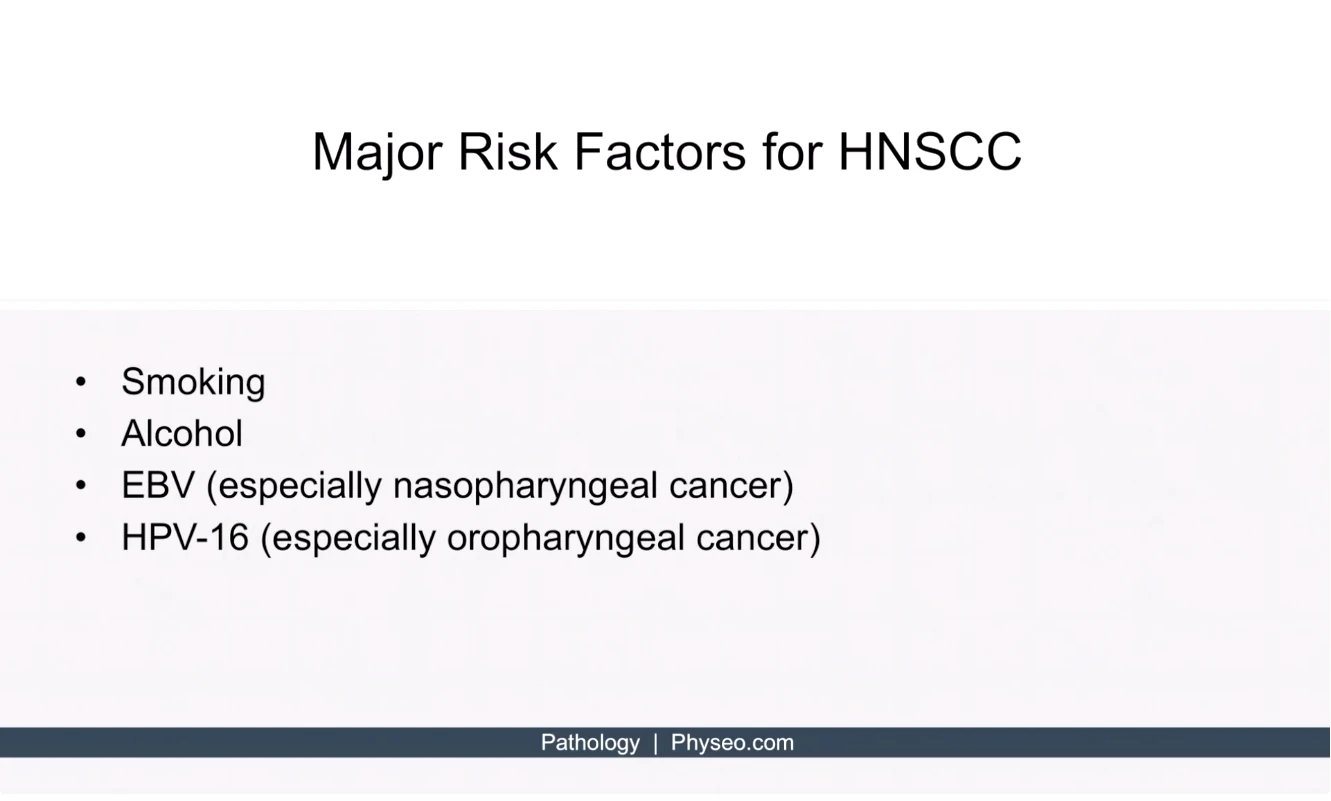 Major Risk Factors for HNSCC
• Smoking
• Alcohol
• EBV (especially nasopharyngeal cancer)
• HPV-16 (especially oropharyngeal cancer)
Pathology | Physeo.com